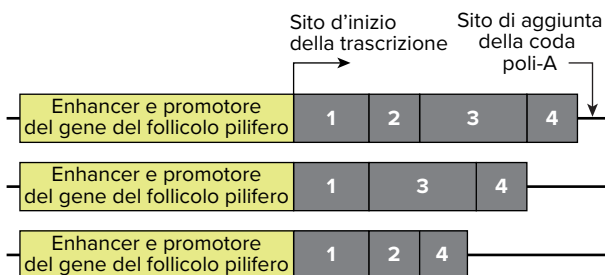 Sito d'inizio
della trascrizione
Sito di aggiunta
della coda
poli-A
Enhancer e promotore
del gene del follicolo pilifero
1 2 3 4
Enhancer e promotore
del gene del follicolo pilifero
1 3 4
Enhancer e promotore
del gene del follicolo pilifero
1 2 4